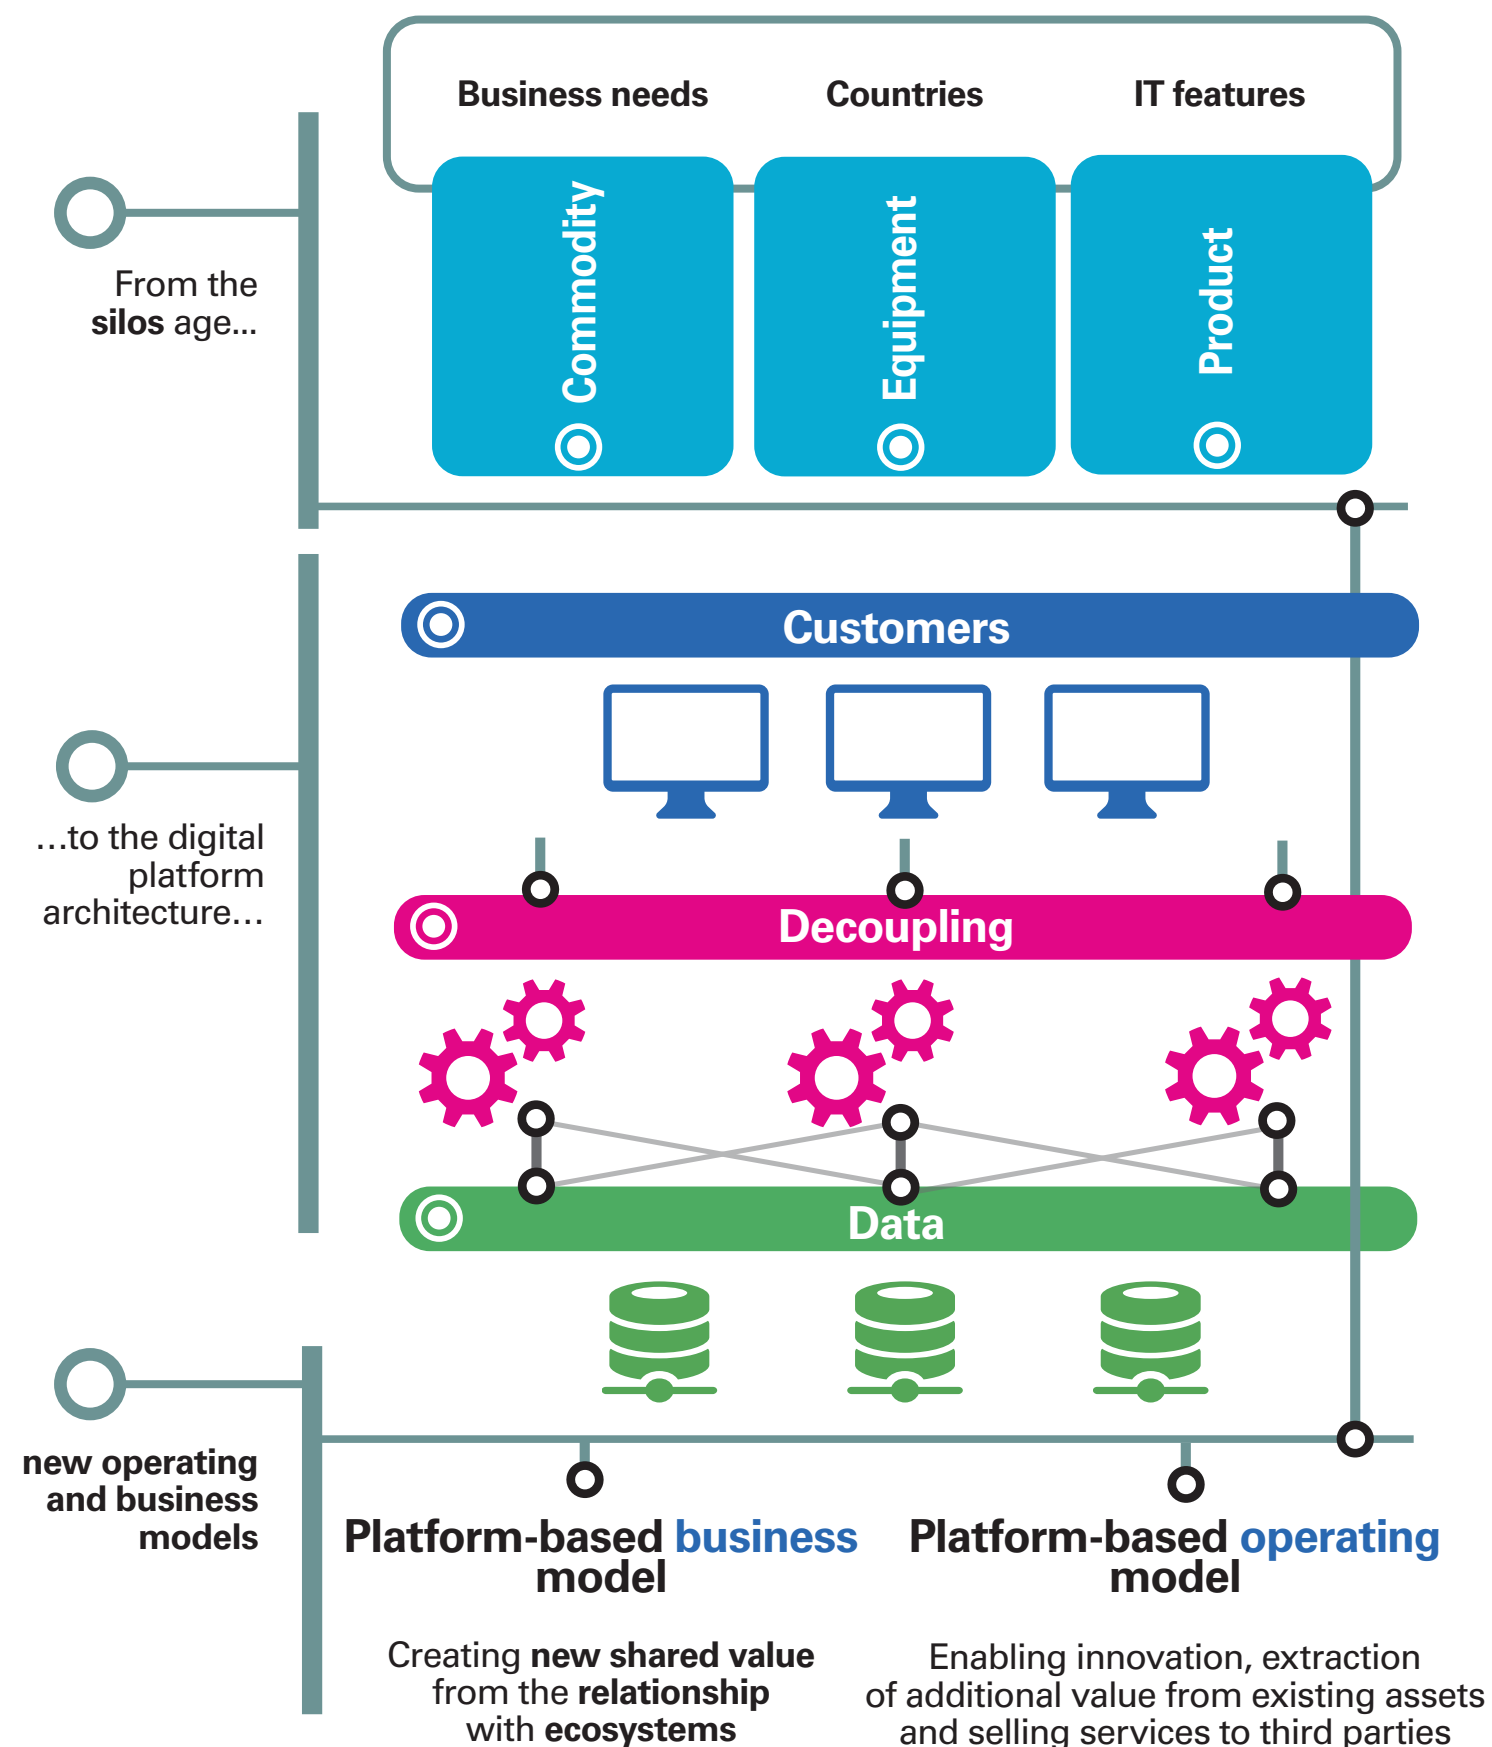 Business needs
Countries
IT features
Commodity
Equipment
Product
From the
silos age...
Customers
...to the digital
platform
architecture...
Decoupling
Data
new operating
and business
models
Platform-based business
model
Creating new shared value
from the relationship
with ecosystems
Platform-based operating
model
Enabling innovation, extraction
of additional value from existing assets
and selling services to third parties